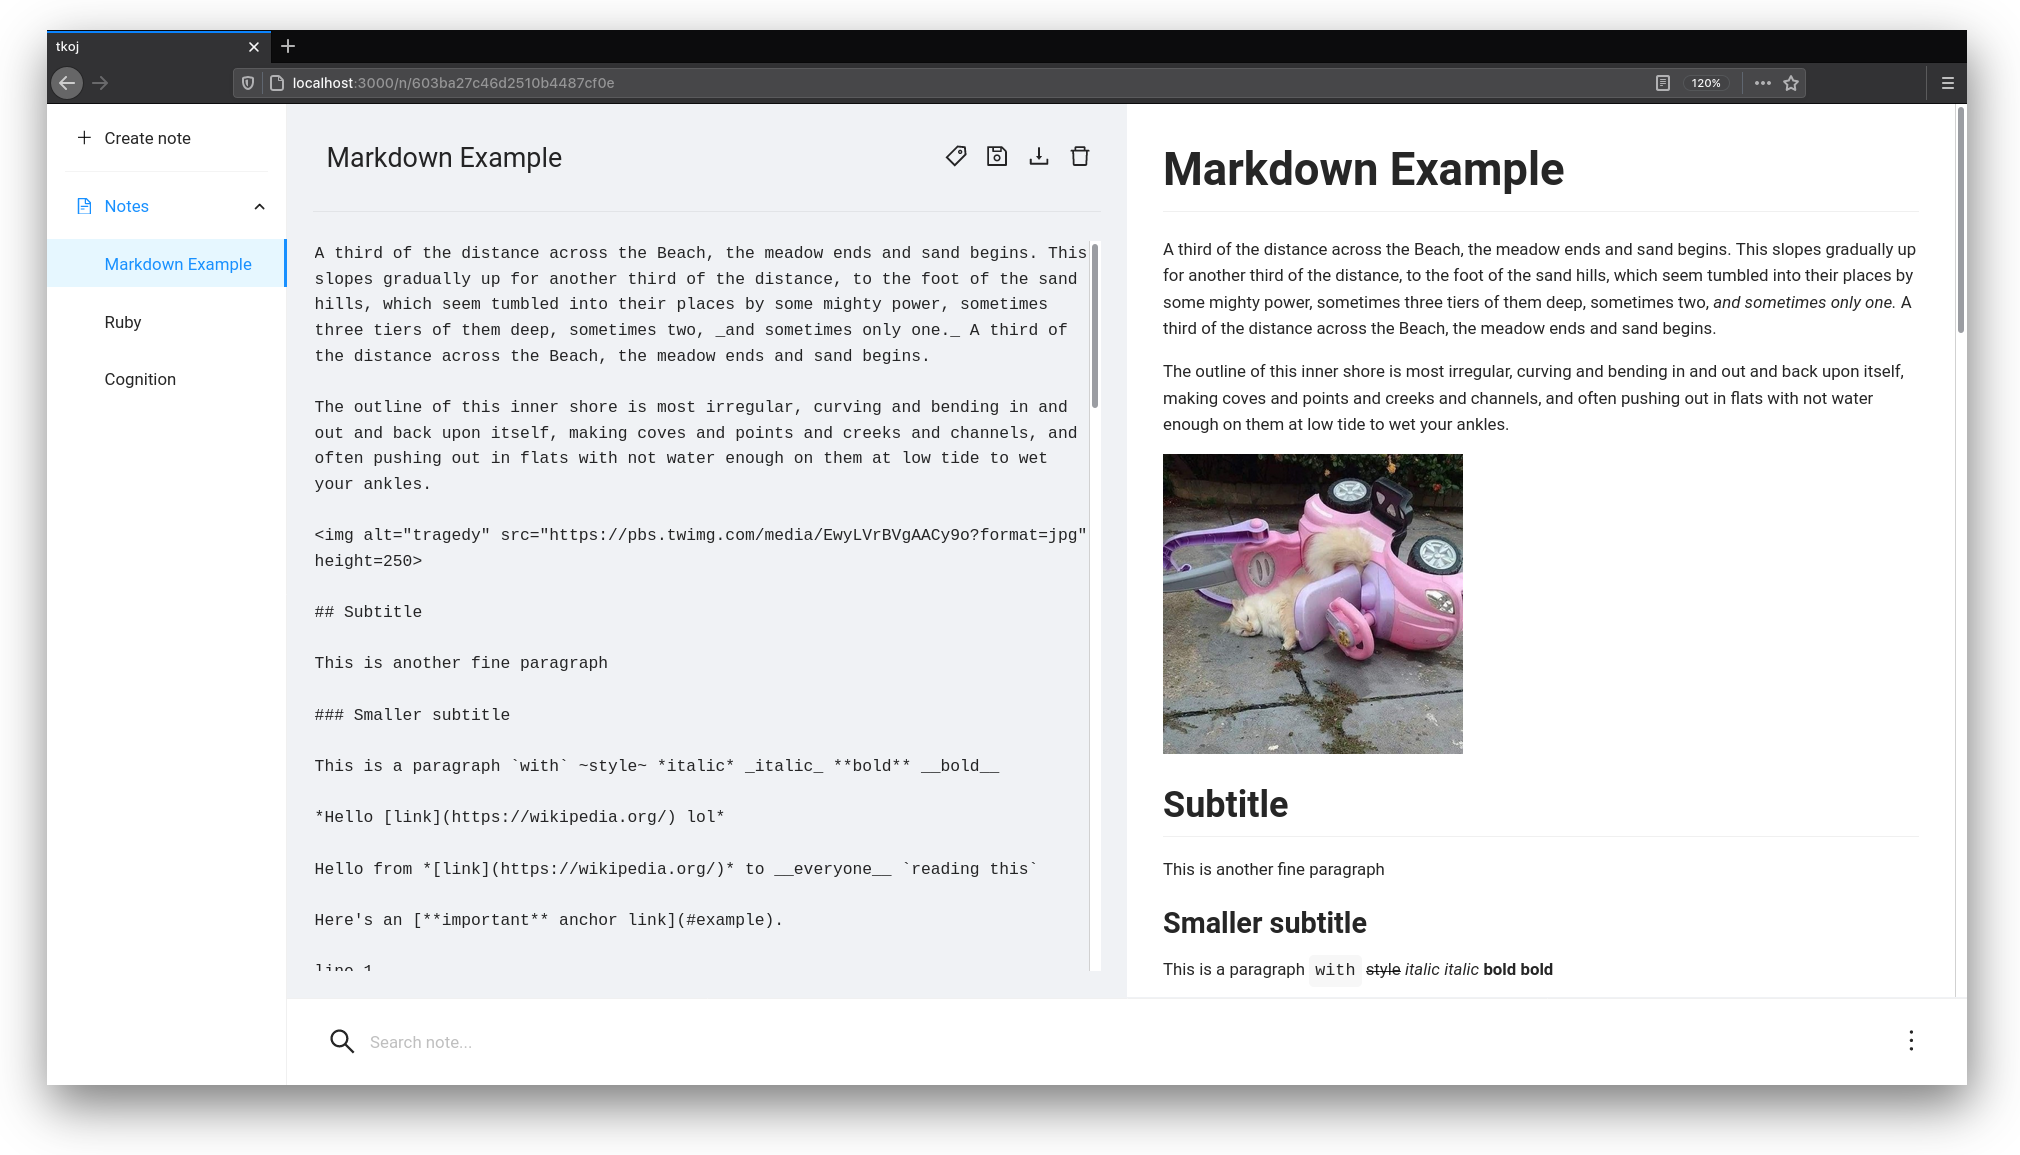 tkoj
localhost:3000/n/603ba27c46d2510b4487cf0e
120%
Create note
Notes
Markdown Example
Ruby
Cognition
Markdown Example
A third of the distance across the Beach, the meadow ends and sand begins. This
slopes gradually up for another third of the distance, to the foot of the sand
hills, which seem tumbled into their places by some mighty power, sometimes
three tiers of them deep, sometimes two, _and sometimes only one._ A third of
the distance across the Beach, the meadow ends and sand begins.
The outline of this inner shore is most irregular, curving and bending in and
out and back upon itself, making coves and points and creeks and channels, and
often pushing out in flats with not water enough on them at low tide to wet
your ankles.
<img alt="tragedy" src="https://pbs.twimg.com/media/EwyLVrBVgAACy9o?format=jpg"
height=250>
## Subtitle
This is another fine paragraph
### Smaller subtitle
This is a paragraph `with` ~style~ *italic* _italic_ **bold** __bold__
*Hello [link](https://wikipedia.org/) lol*
Hello from *[link](https://wikipedia.org/)* to __everyone__ `reading this`
Here's an [**important** anchor link](#example).
line 1
Markdown Example
A third of the distance across the Beach, the meadow ends and sand begins. This slopes gradually up
for another third of the distance, to the foot of the sand hills, which seem tumbled into their places by
some mighty power, sometimes three tiers of them deep, sometimes two, and sometimes only one. A
third of the distance across the Beach, the meadow ends and sand begins.
The outline of this inner shore is most irregular, curving and bending in and out and back upon itself,
making coves and points and creeks and channels, and often pushing out in flats with not water
enough on them at low tide to wet your ankles.
Subtitle
This is another fine paragraph
Smaller subtitle
This is a paragraph with style italic italic bold bold
Search note...